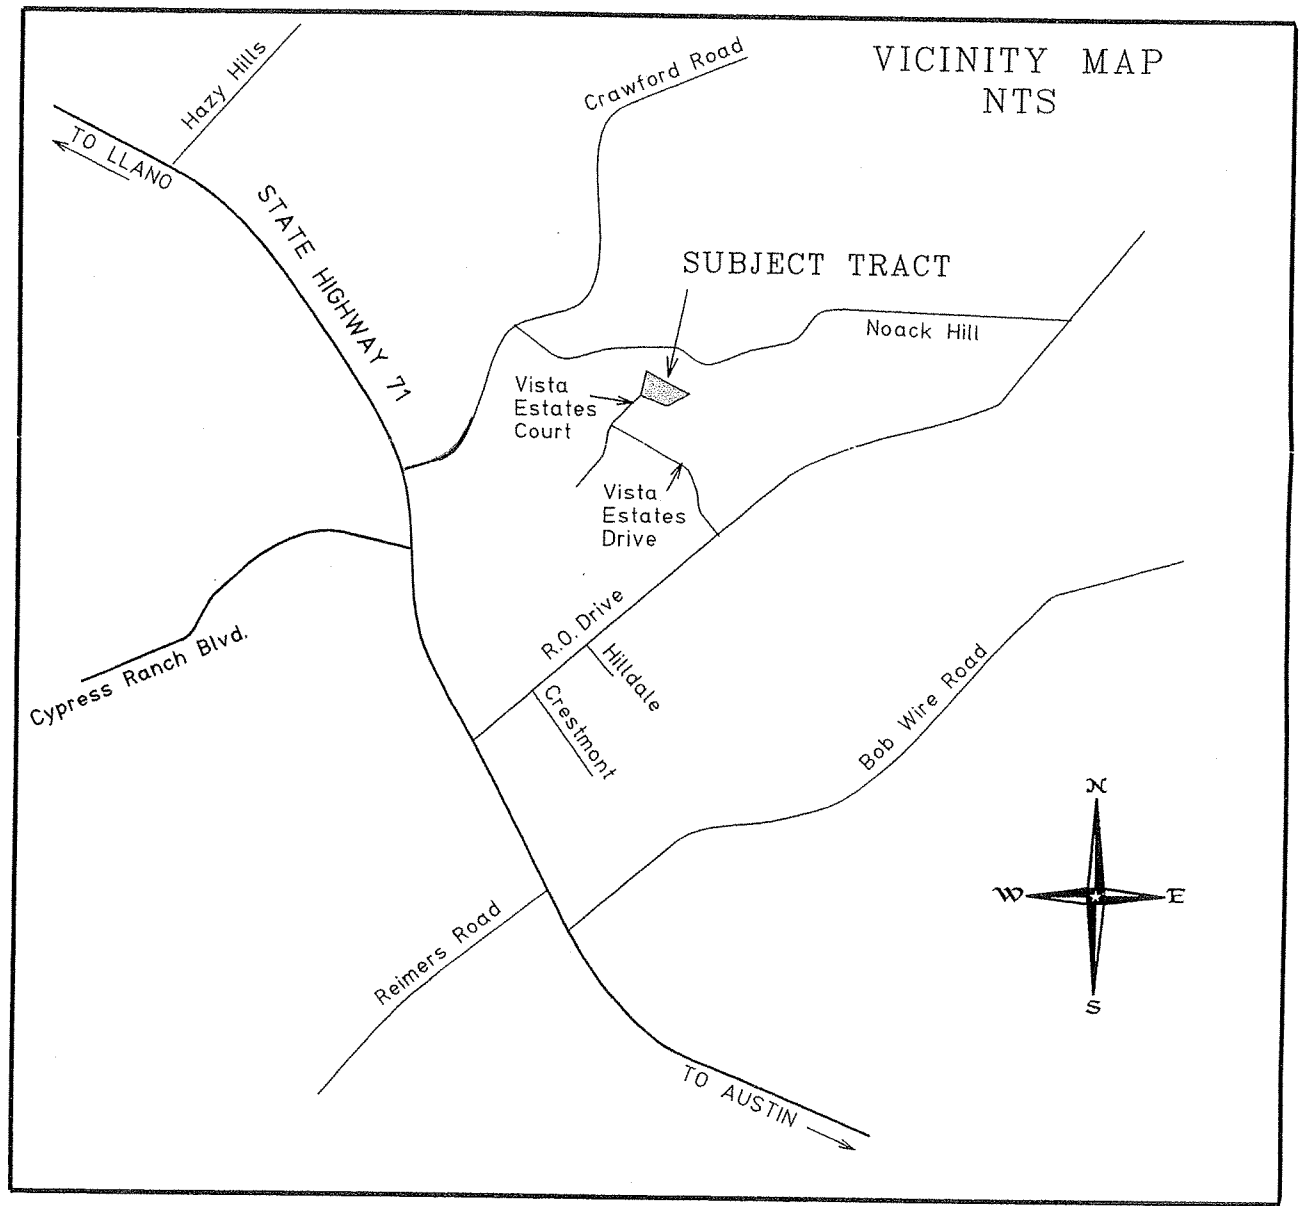 VICINITY MAP
NTS
Hazy Hills
Crawford Road
TO LLANO
STATE HIGHWAY 71
SUBJECT TRACT
Noack Hill
Vista
Estates
Court
Vista
Estates
Drive
R.O. Drive
Hilldale
Crestmont
Cypress Ranch Blvd.
Bob Wire Road
N
W
E
S
Reimers Road
TO AUSTIN